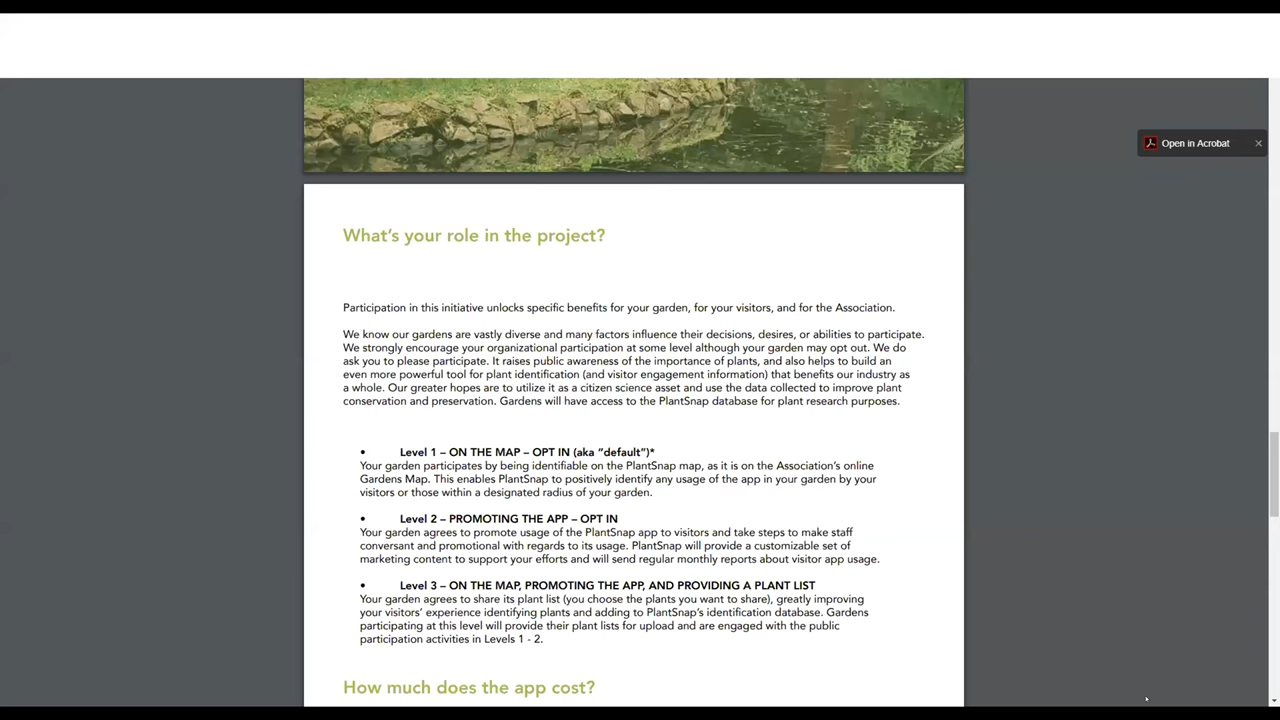 Open in Acrobat
What's your role in the project?
Participation in this initiative unlocks specific benefits for your garden, for your visitors, and for the Association.
We know our gardens are vastly diverse and many factors influence their decisions, desires, or abilities to participate.
We strongly encourage your organizational participation at some level although your garden may opt out. We do
ask you to please participate. It raises public awareness of the importance of plants, and also helps to build an
even more powerful tool for plant identification (and visitor engagement information) that benefits our industry as
a whole. Our greater hopes are to utilize it as a citizen science asset and use the data collected to improve plant
conservation and preservation. Gardens will have access to the PlantSnap database for plant research purposes.
• Level 1 – ON THE MAP – OPT IN (aka “default”)*
Your garden participates by being identifiable on the PlantSnap map, as it is on the Association's online
Gardens Map. This enables PlantSnap to positively identify any usage of the app in your garden by your
visitors or those within a designated radius of your garden.
• Level 2 – PROMOTING THE APP – OPT IN
Your garden agrees to promote usage of the PlantSnap app to visitors and take steps to make staff
conversant and promotional with regards to its usage. PlantSnap will provide a customizable set of
marketing content to support your efforts and will send regular monthly reports about visitor app usage.
• Level 3 – ON THE MAP, PROMOTING THE APP, AND PROVIDING A PLANT LIST
Your garden agrees to share its plant list (you choose the plants you want to share), greatly improving
your visitors' experience identifying plants and adding to PlantSnap's identification database. Gardens
participating at this level will provide their plant lists for upload and are engaged with the public
participation activities in Levels 1 - 2.
How much does the app cost?